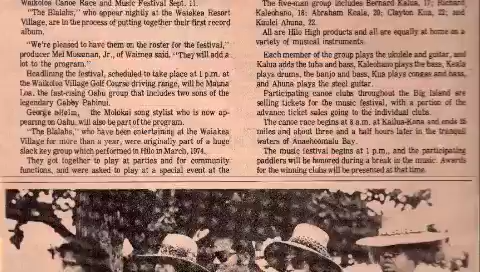 Waikoloa Canoe Race and Music Festival Sept. 11.
"The Blalahs," who appear nightly at the Waiakea Resort
Village, are in the process of putting together their first record
album.
"We're pleased to have them on the roster for the festival,"
producer Mel Mossman, Jr., of Waimea said. "They will add a
lot to the program."
Headlining the festival, scheduled to take place at 1 p.m. at
the Waikoloa Village Golf Course driving range, will be Mauna
Loa, the fast-rising Oahu group that includes two sons of the
legendary Gabby Pahinui.
George Helm, the Molokai song stylist who is now ap-
pearing on Oahu, will also be part of the program.
"The Blalahs," who have been entertaining at the Waiakea
Village for more than a year, were originally part of a huge
slack key group which performed in Hilo in March, 1974.
They got together to play at parties and for community
functions, and were asked to play at a special event at the
The five-man group includes Bernard Kalua, 17; Richard
Kaleohano, 18; Abraham Keala, 20; Clayton Kua, 22; and
Ahuna, 22.
All are Hilo High products and all are equally at home on a
variety of musical instruments.
Each member of the group plays the ukulele and guitar, and
Kalua adds the tuba and bass, Kaleohano plays the bass, Keala
plays drums, the banjo and bass, Kua plays congas and bass,
and Ahuna plays the steel guitar.
Participating canoe clubs throughout the Big Island are
selling tickets for the music festival, with a portion of the
advance ticket sales going to the individual clubs.
The canoe race begins at 8 a.m. at Kailua-Kona and ends
miles and about three and a half hours later in the tranquil
waters of Anaehoomalu Bay.
The music festival begins at 1 p.m., and the participating
paddlers will be honored during a break in the music. Awards
for the winning clubs will be presented at that time.